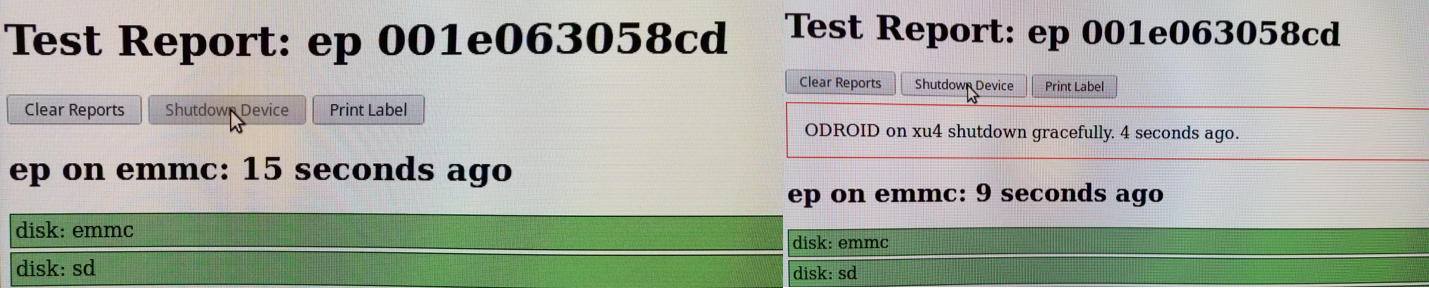 Test Report: ep 001e063058cd
Clear Reports Shutdown Device Print Label
ep on emmc: 15 seconds ago
disk: emmc
disk: sd
Test Report: ep 001e063058cd
Clear Reports Shutdown Device Print Label
ODROID on xu4 shutdown gracefully. 4 seconds ago.
ep on emmc: 9 seconds ago
disk: emmc
disk: sd